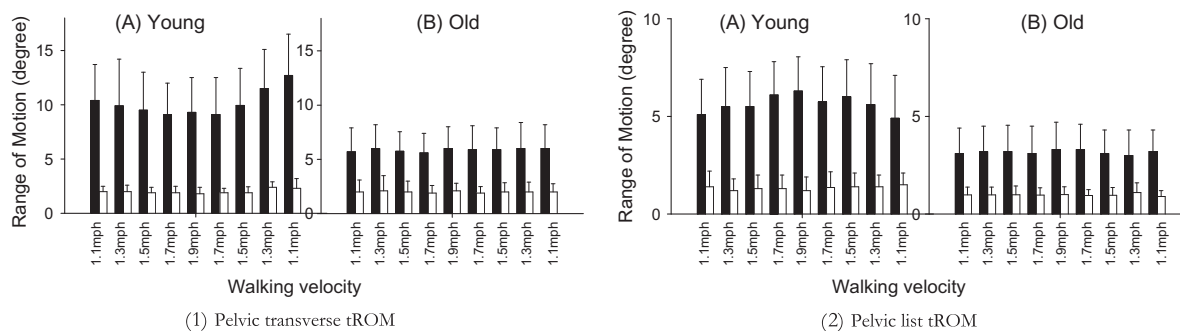 (A) Young
(B) Old
Range of Motion (degree)
15
10
5
0
15
10
5
0
1.1mph
1.3mph
1.5mph
1.7mph
1.9mph
1.7mph
1.5mph
1.3mph
1.1mph
1.1mph
1.3mph
1.5mph
1.7mph
1.9mph
1.7mph
1.5mph
1.3mph
1.1mph
Walking velocity
(1) Pelvic transverse tROM
(A) Young
(B) Old
Range of Motion (degree)
10
5
0
10
5
0
1.1mph
1.3mph
1.5mph
1.7mph
1.9mph
1.7mph
1.5mph
1.3mph
1.1mph
1.1mph
1.3mph
1.5mph
1.7mph
1.9mph
1.7mph
1.5mph
1.3mph
1.1mph
Walking velocity
(2) Pelvic list tROM